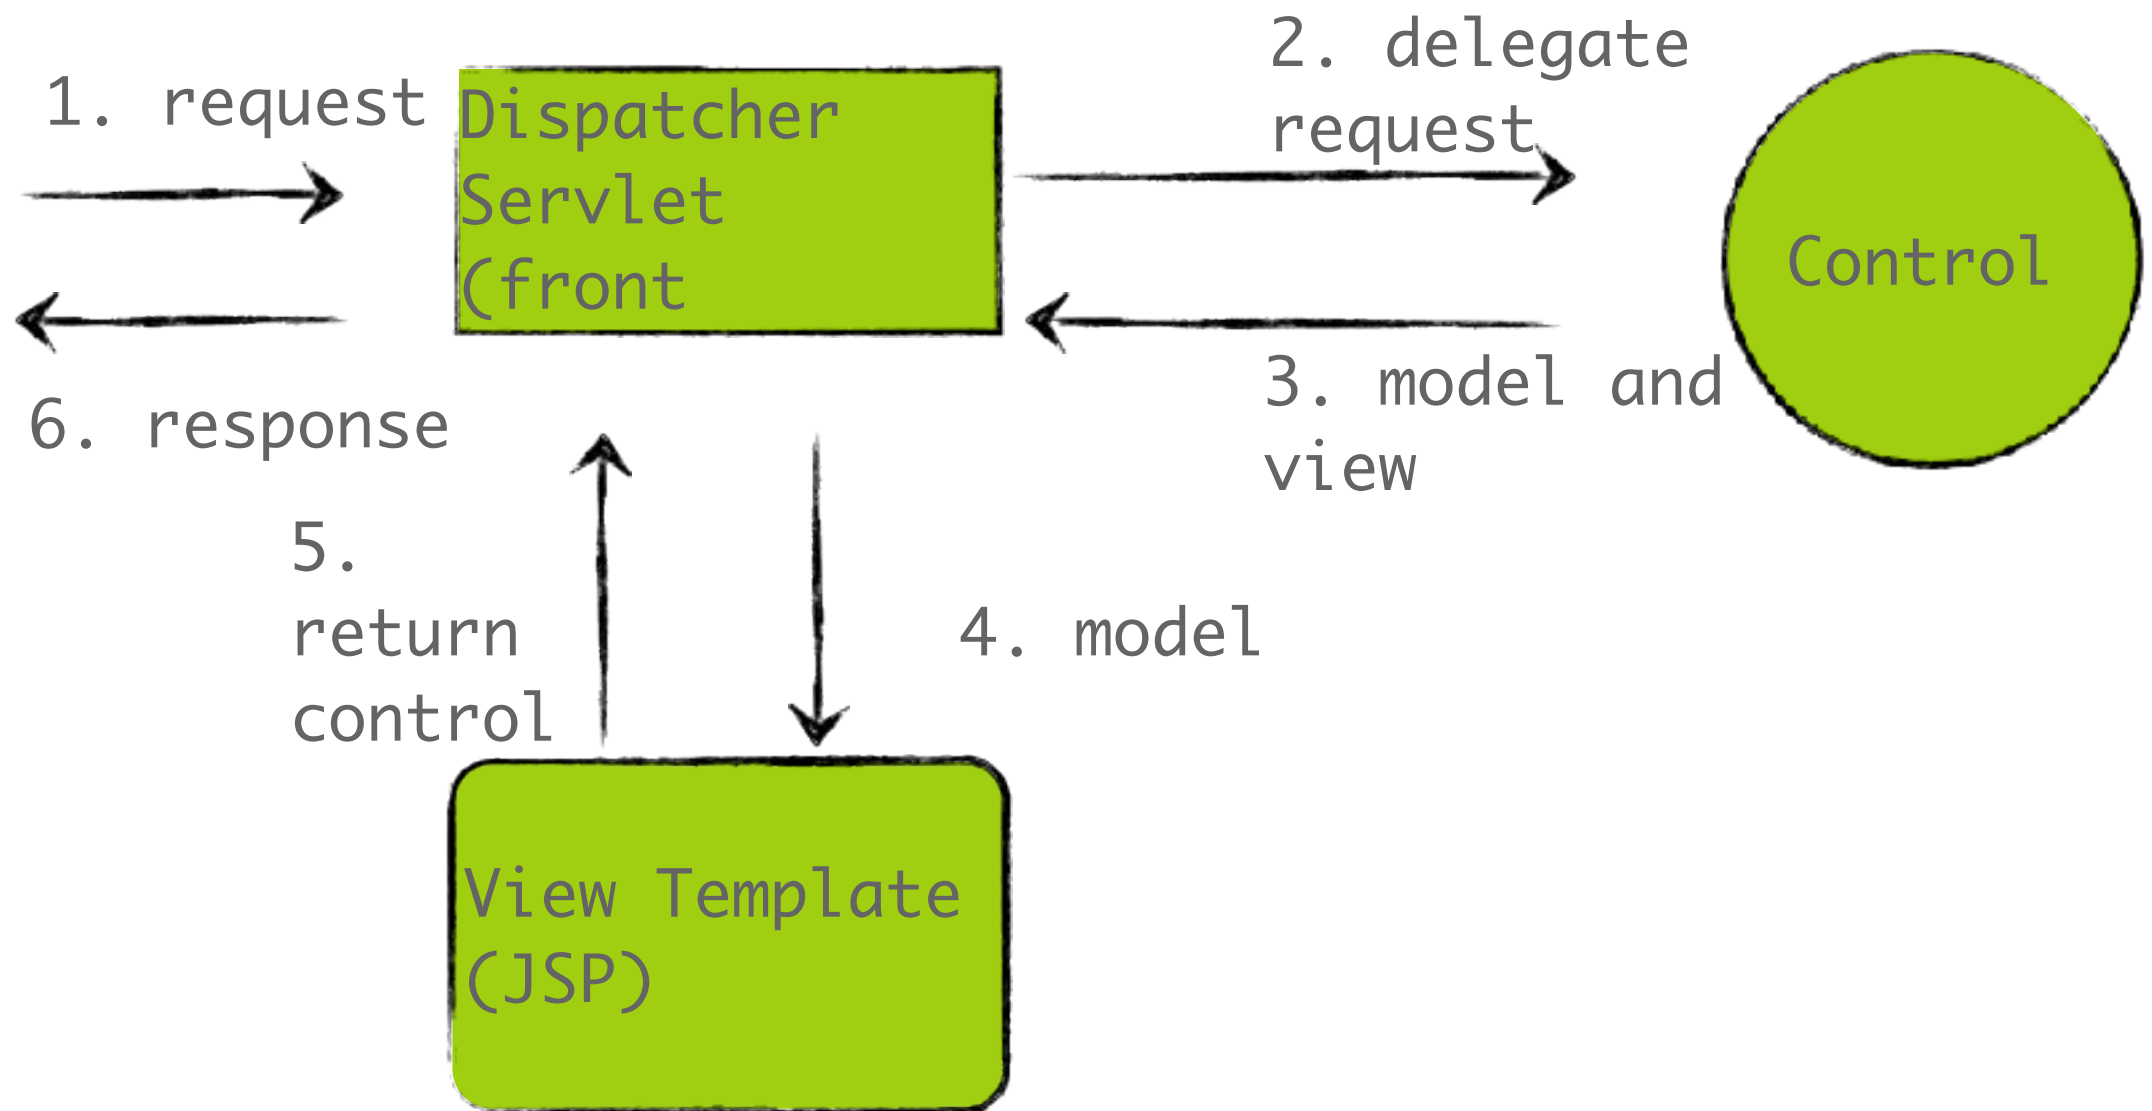 1. request
Dispatcher
Servlet
(front
2. delegate
request
Control
3. model and
view
6. response
5.
return
control
4. model
View Template
(JSP)